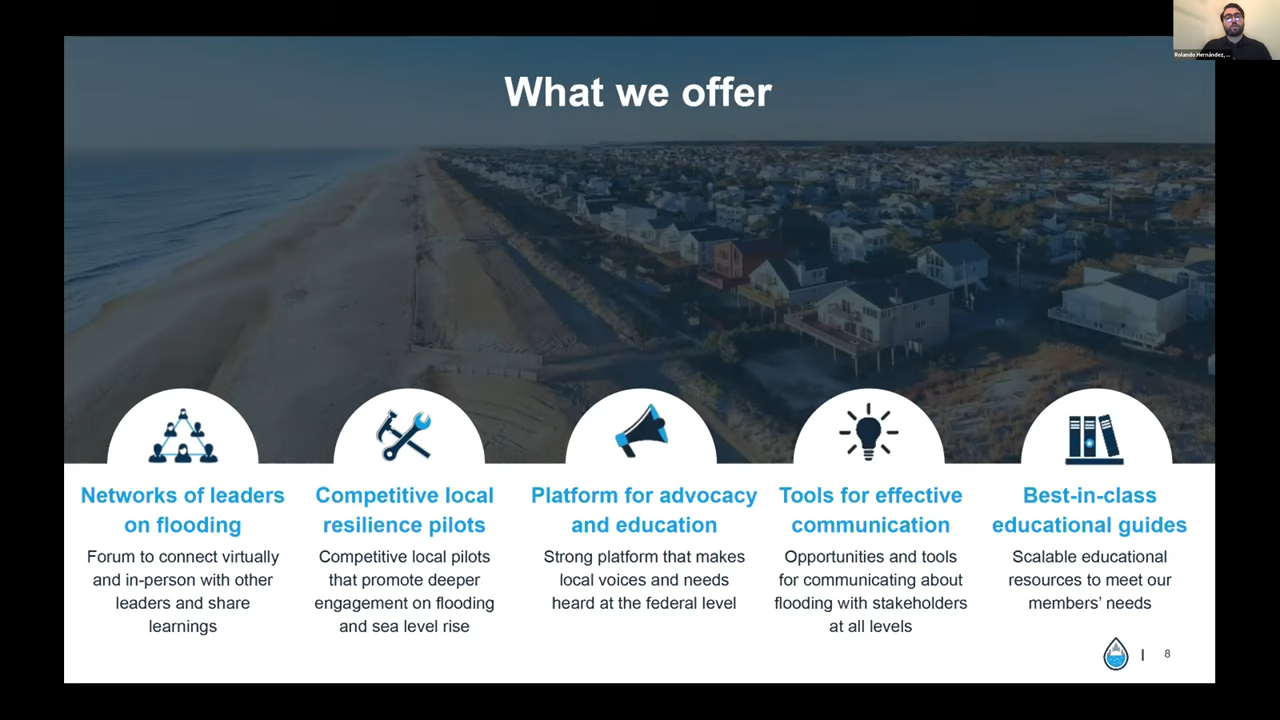 Rolando Hernández, ...
What we offer
Networks of leaders
on flooding
Forum to connect virtually
and in-person with other
leaders and share
learnings
Competitive local
resilience pilots
Competitive local pilots
that promote deeper
engagement on flooding
and sea level rise
Platform for advocacy
and education
Strong platform that makes
local voices and needs
heard at the federal level
Tools for effective
communication
Opportunities and tools
for communicating about
flooding with stakeholders
at all levels
Best-in-class
educational guides
Scalable educational
resources to meet our
members’ needs
| 8